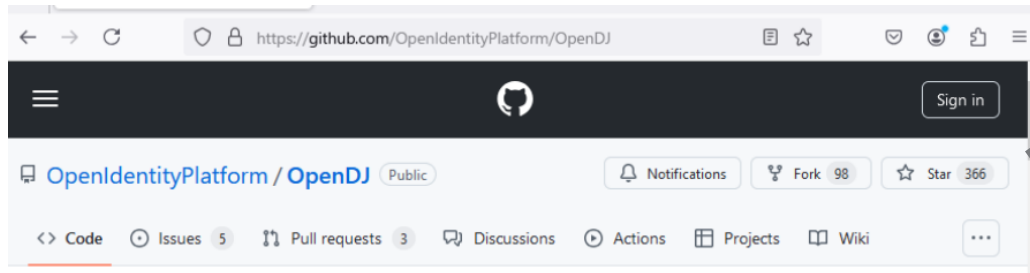 https://github.com/OpenIdentityPlatform/OpenDJ
Sign in
OpenIdentityPlatform / OpenDJ Public Notifications Fork 98 Star 366
<> Code Issues 5 Pull requests 3 Discussions Actions Projects Wiki ...